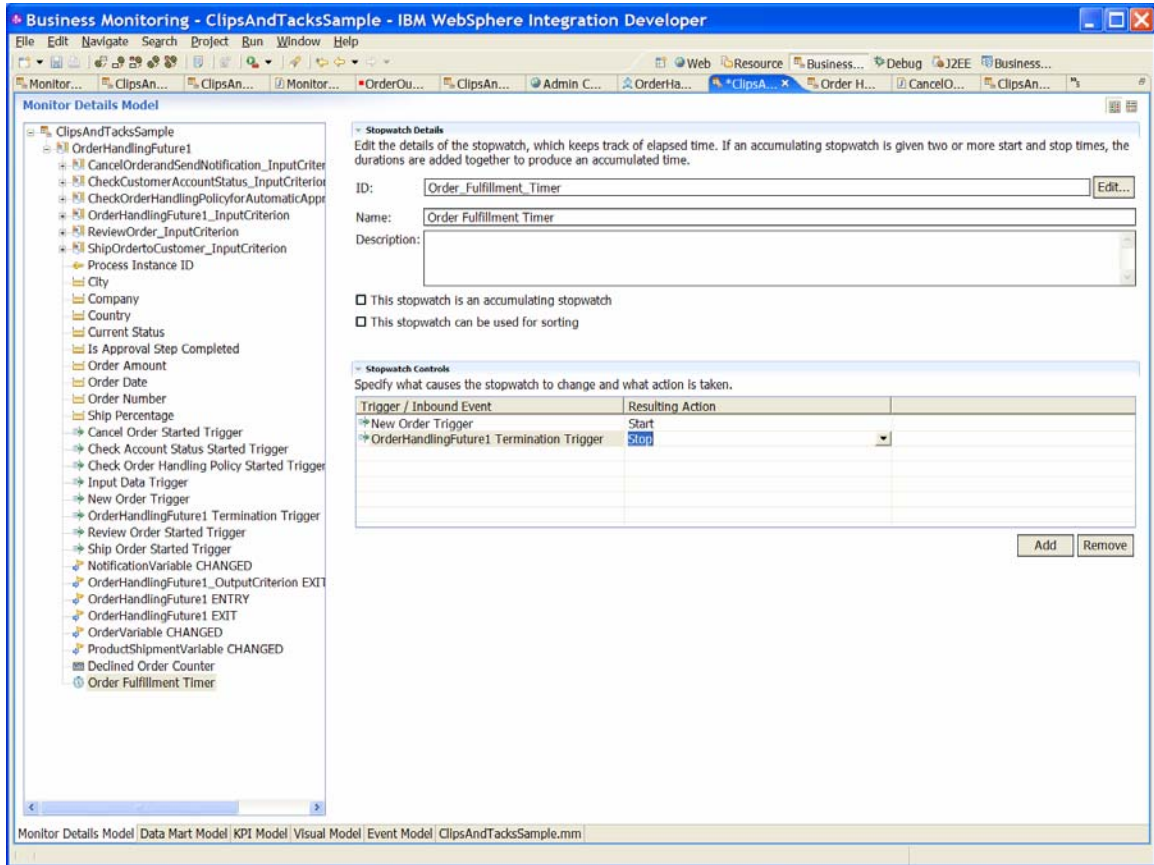 Business Monitoring - ClipsAndTacksSample - IBM WebSphere Integration Developer
File Edit Navigate Search Project Run Window Help
Web Resource Business... Debug J2EE Business...
Monitor... ClipsAn... ClipsAn... Monitor... *OrderOu... ClipsAn... Admin C... OrderHa... *ClipsA... Order H... CancelO... ClipsAn...
Monitor Details Model
ClipsAndTacksSample
OrderHandlingFuture1
CancelOrderandSendNotification_InputCriter
CheckCustomerAccountStatus_InputCriterion
CheckOrderHandlingPolicyforAutomaticAppr
OrderHandlingFuture1_InputCriterion
ReviewOrder_InputCriterion
ShipOrdertoCustomer_InputCriterion
Process Instance ID
City
Company
Country
Current Status
Is Approval Step Completed
Order Amount
Order Date
Order Number
Ship Percentage
Cancel Order Started Trigger
Check Account Status Started Trigger
Check Order Handling Policy Started Trigger
Input Data Trigger
New Order Trigger
OrderHandlingFuture1 Termination Trigger
Review Order Started Trigger
Ship Order Started Trigger
NotificationVariable CHANGED
OrderHandlingFuture1_OutputCriterion EXIT
OrderHandlingFuture1 ENTRY
OrderHandlingFuture1 EXIT
OrderVariable CHANGED
ProductShipmentVariable CHANGED
Declined Order Counter
Order Fulfillment Timer
Stopwatch Details
Edit the details of the stopwatch, which keeps track of elapsed time. If an accumulating stopwatch is given two or more start and stop times, the
durations are added together to produce an accumulated time.
ID: Order_Fulfillment_Timer Edit...
Name: Order Fulfillment Timer
Description:
This stopwatch is an accumulating stopwatch
This stopwatch can be used for sorting
Stopwatch Controls
Specify what causes the stopwatch to change and what action is taken.
Trigger / Inbound Event Resulting Action
New Order Trigger Start
OrderHandlingFuture1 Termination Trigger Stop
Add Remove
Monitor Details Model Data Mart Model KPI Model Visual Model Event Model ClipsAndTacksSample.mm